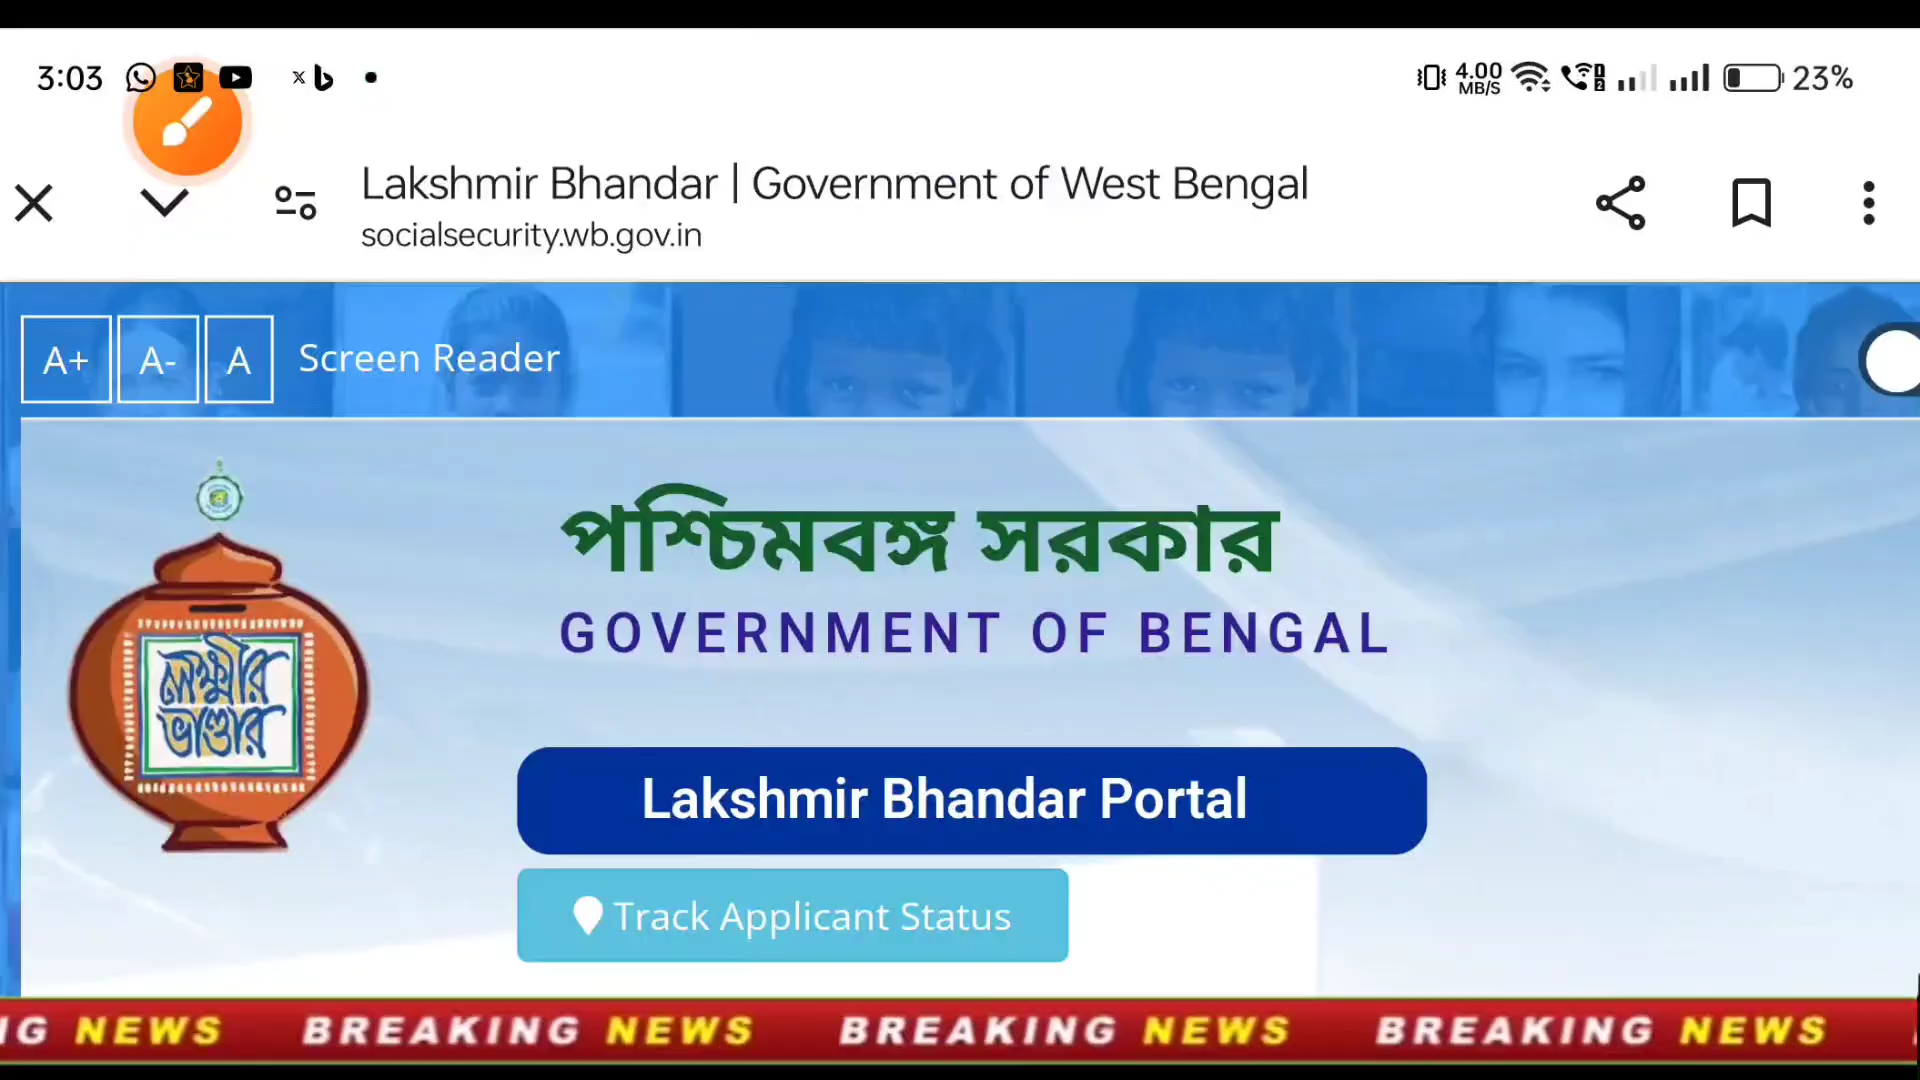 3:03
4.00
MB/S
23%
Lakshmir Bhandar | Government of West Bengal
socialsecurity.wb.gov.in
A+ A- A Screen Reader
পশ্চিমবঙ্গ সরকার
GOVERNMENT OF BENGAL
লক্ষ্মীর
ভাণ্ডার
Lakshmir Bhandar Portal
Track Applicant Status
NG NEWS BREAKING NEWS BREAKING NEWS BREAKING NEWS